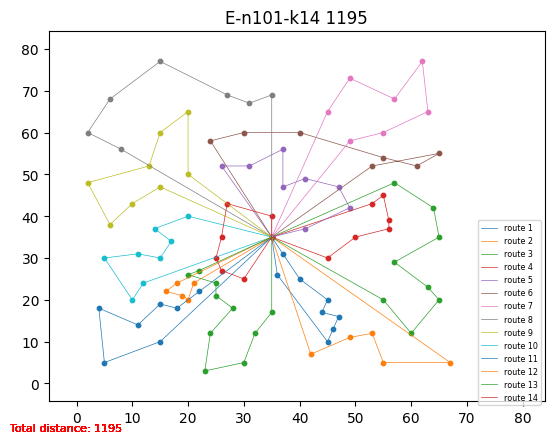 E-n101-k14 1195
80
70
60
50
40
30
20
10
0
0 10 20 30 40 50 60 70 80
route 1
route 2
route 3
route 4
route 5
route 6
route 7
route 8
route 9
route 10
route 11
route 12
route 13
route 14
Total distance: 1195